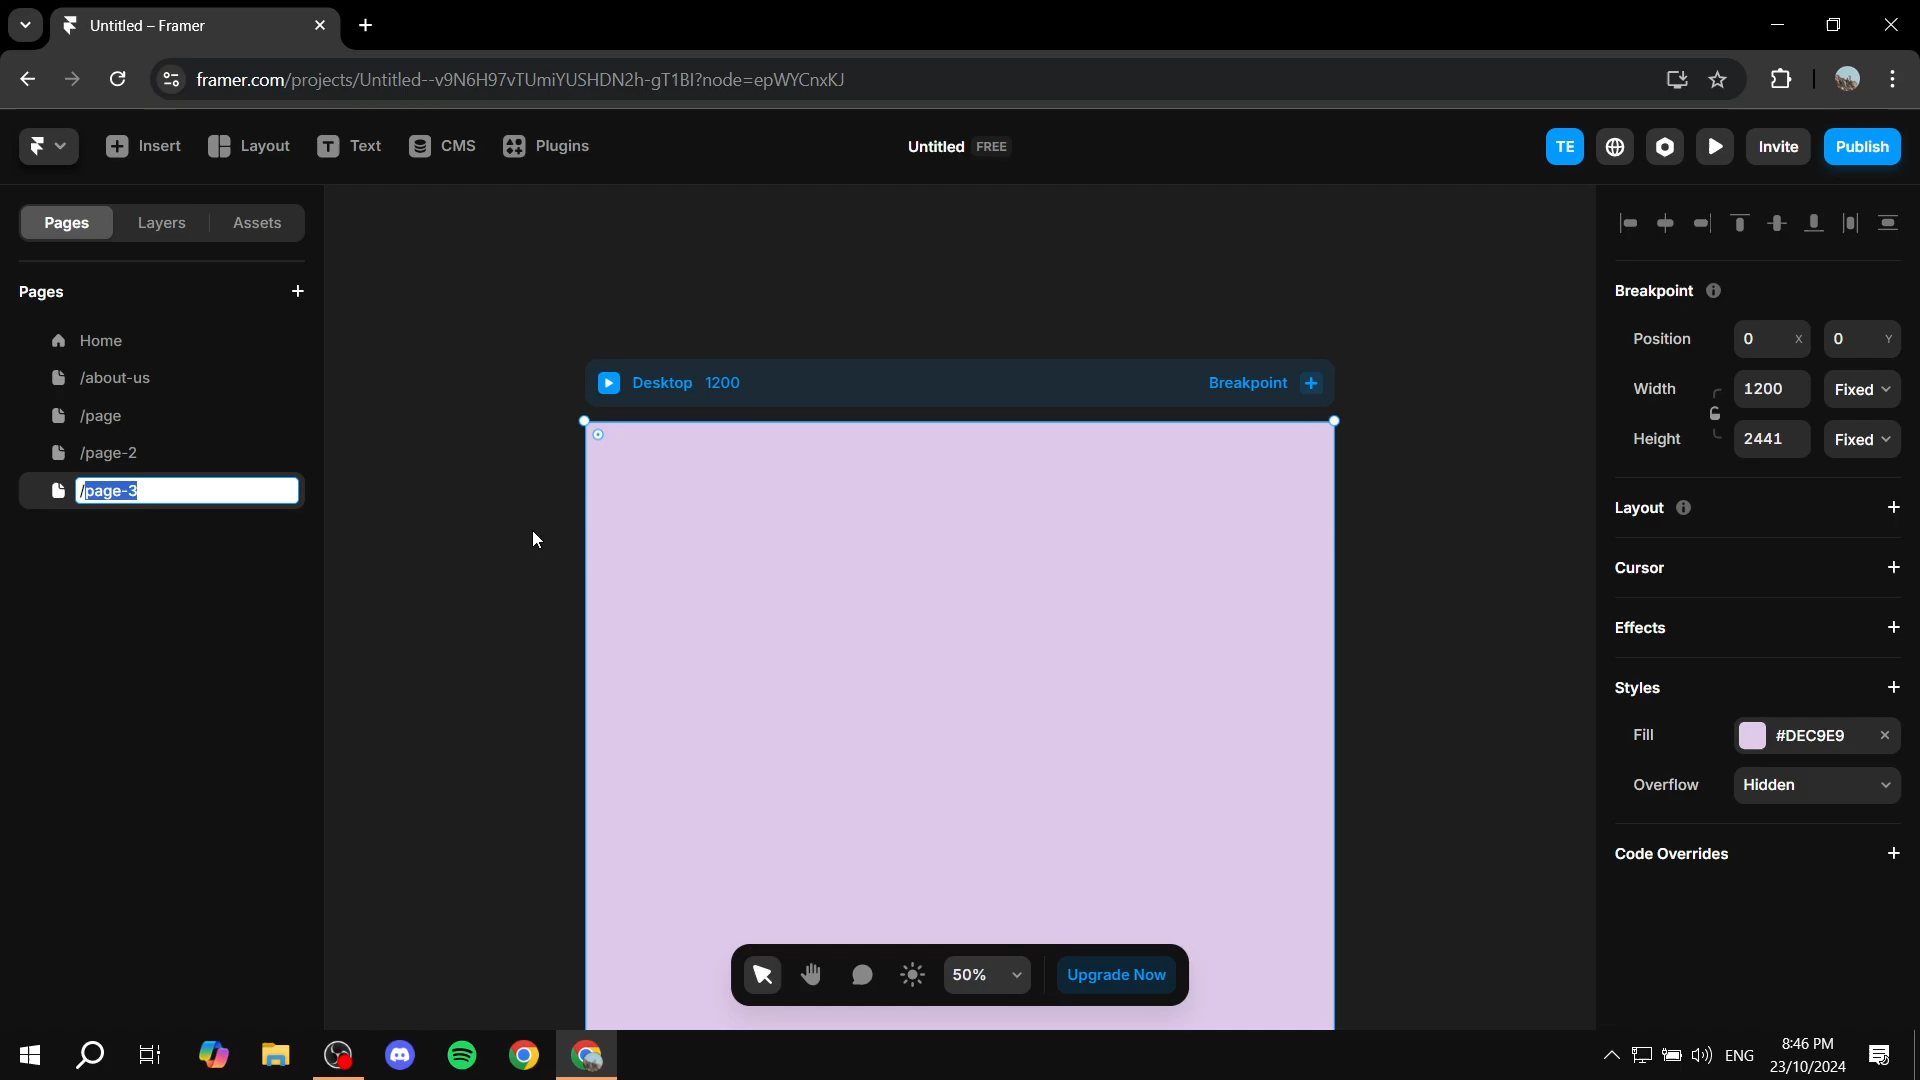 Untitled – Framer
framer.com/projects/Untitled--v9N6H97vTUmiYUSHDN2h-gT1BI?node=epWYCnxKJ
Insert
Layout
Text
CMS
Plugins
Untitled FREE
TE
Invite
Publish
Pages
Layers
Assets
Pages
Home
/about-us
/page
/page-2
/page-3
Desktop 1200
Breakpoint
Breakpoint
Position 0 X 0 Y
Width 1200 Fixed
Height 2441 Fixed
Layout
Cursor
Effects
Styles
Fill #DEC9E9
Overflow Hidden
Code Overrides
50%
Upgrade Now
ENG
8:46 PM
23/10/2024